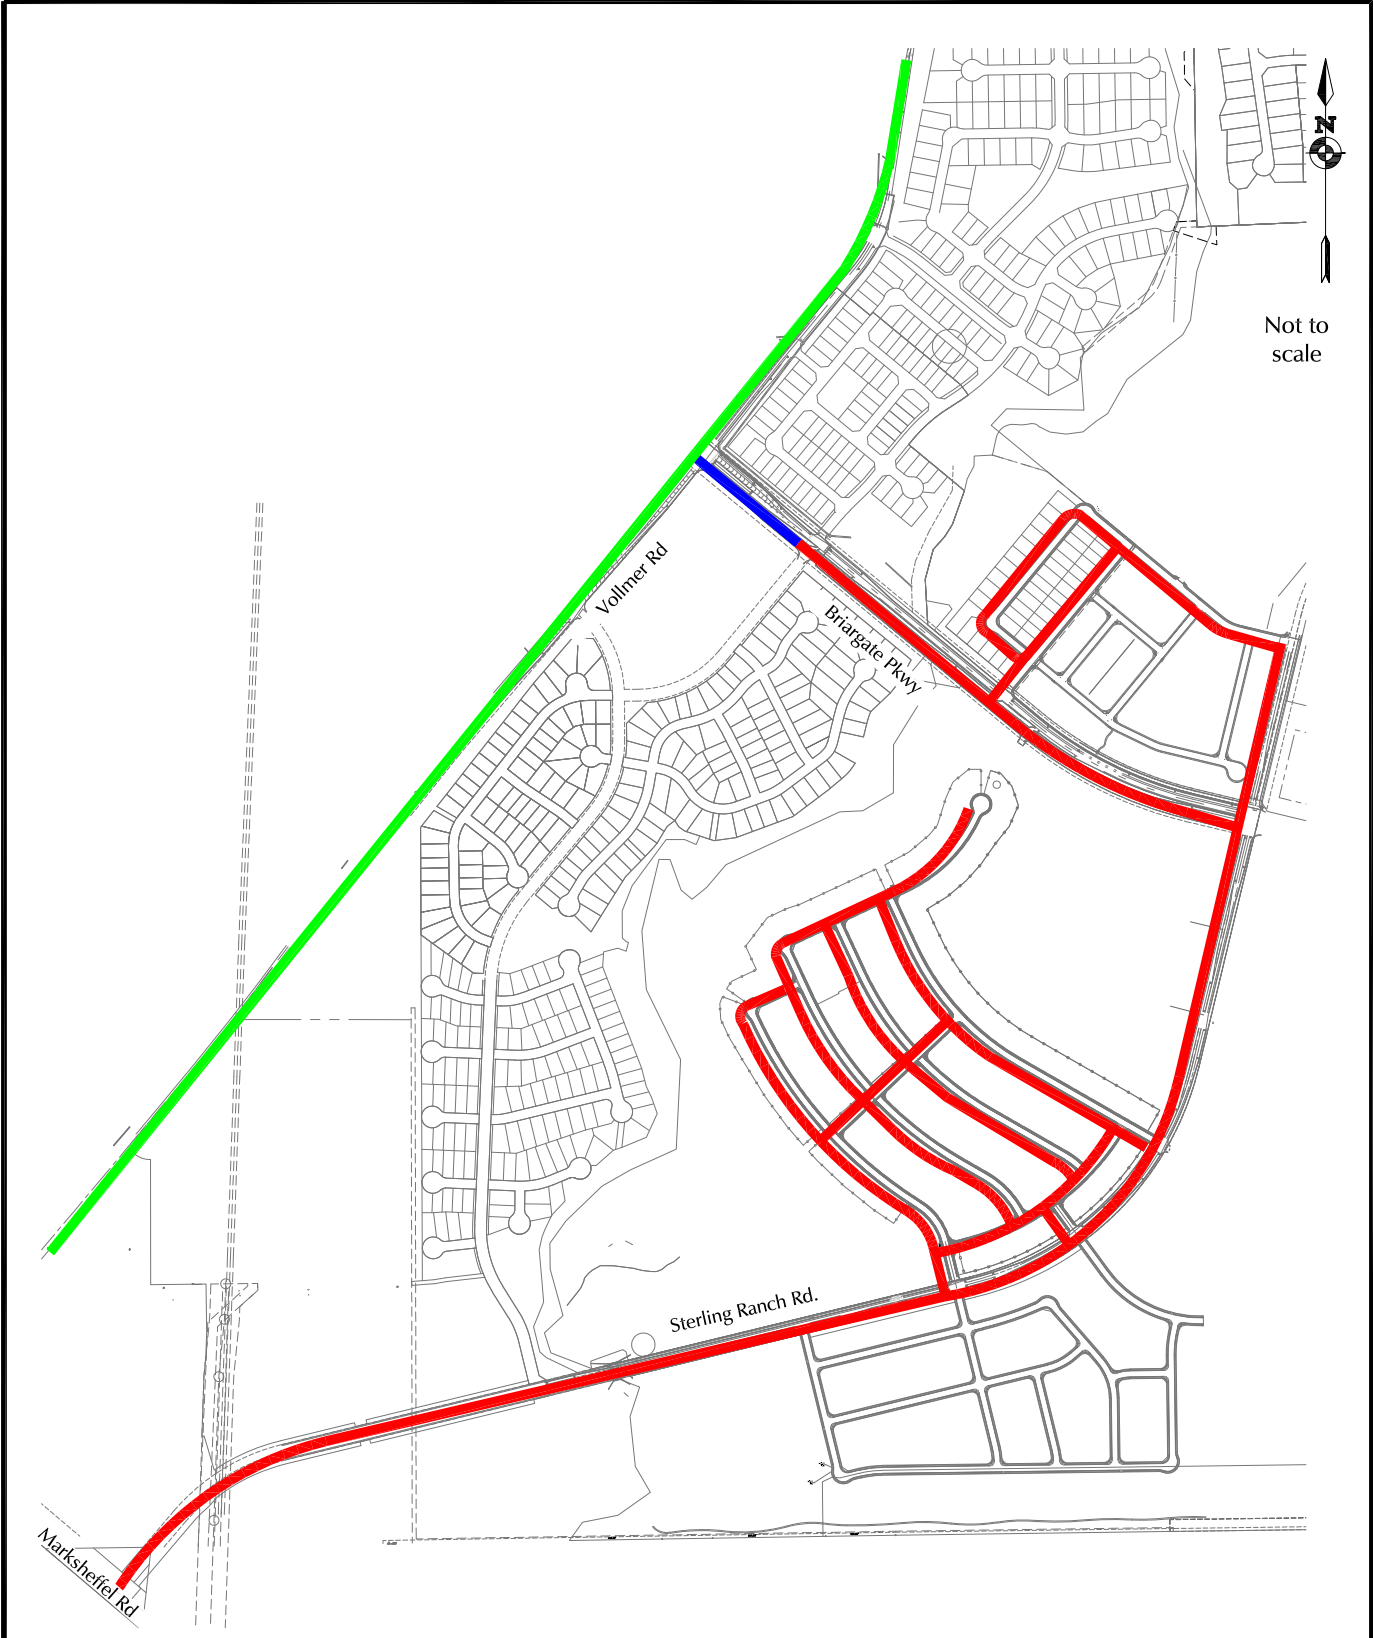 N
Not to
scale
Vollmer Rd
Briargate Pkwy
Sterling Ranch Rd.
Marksheffel Rd